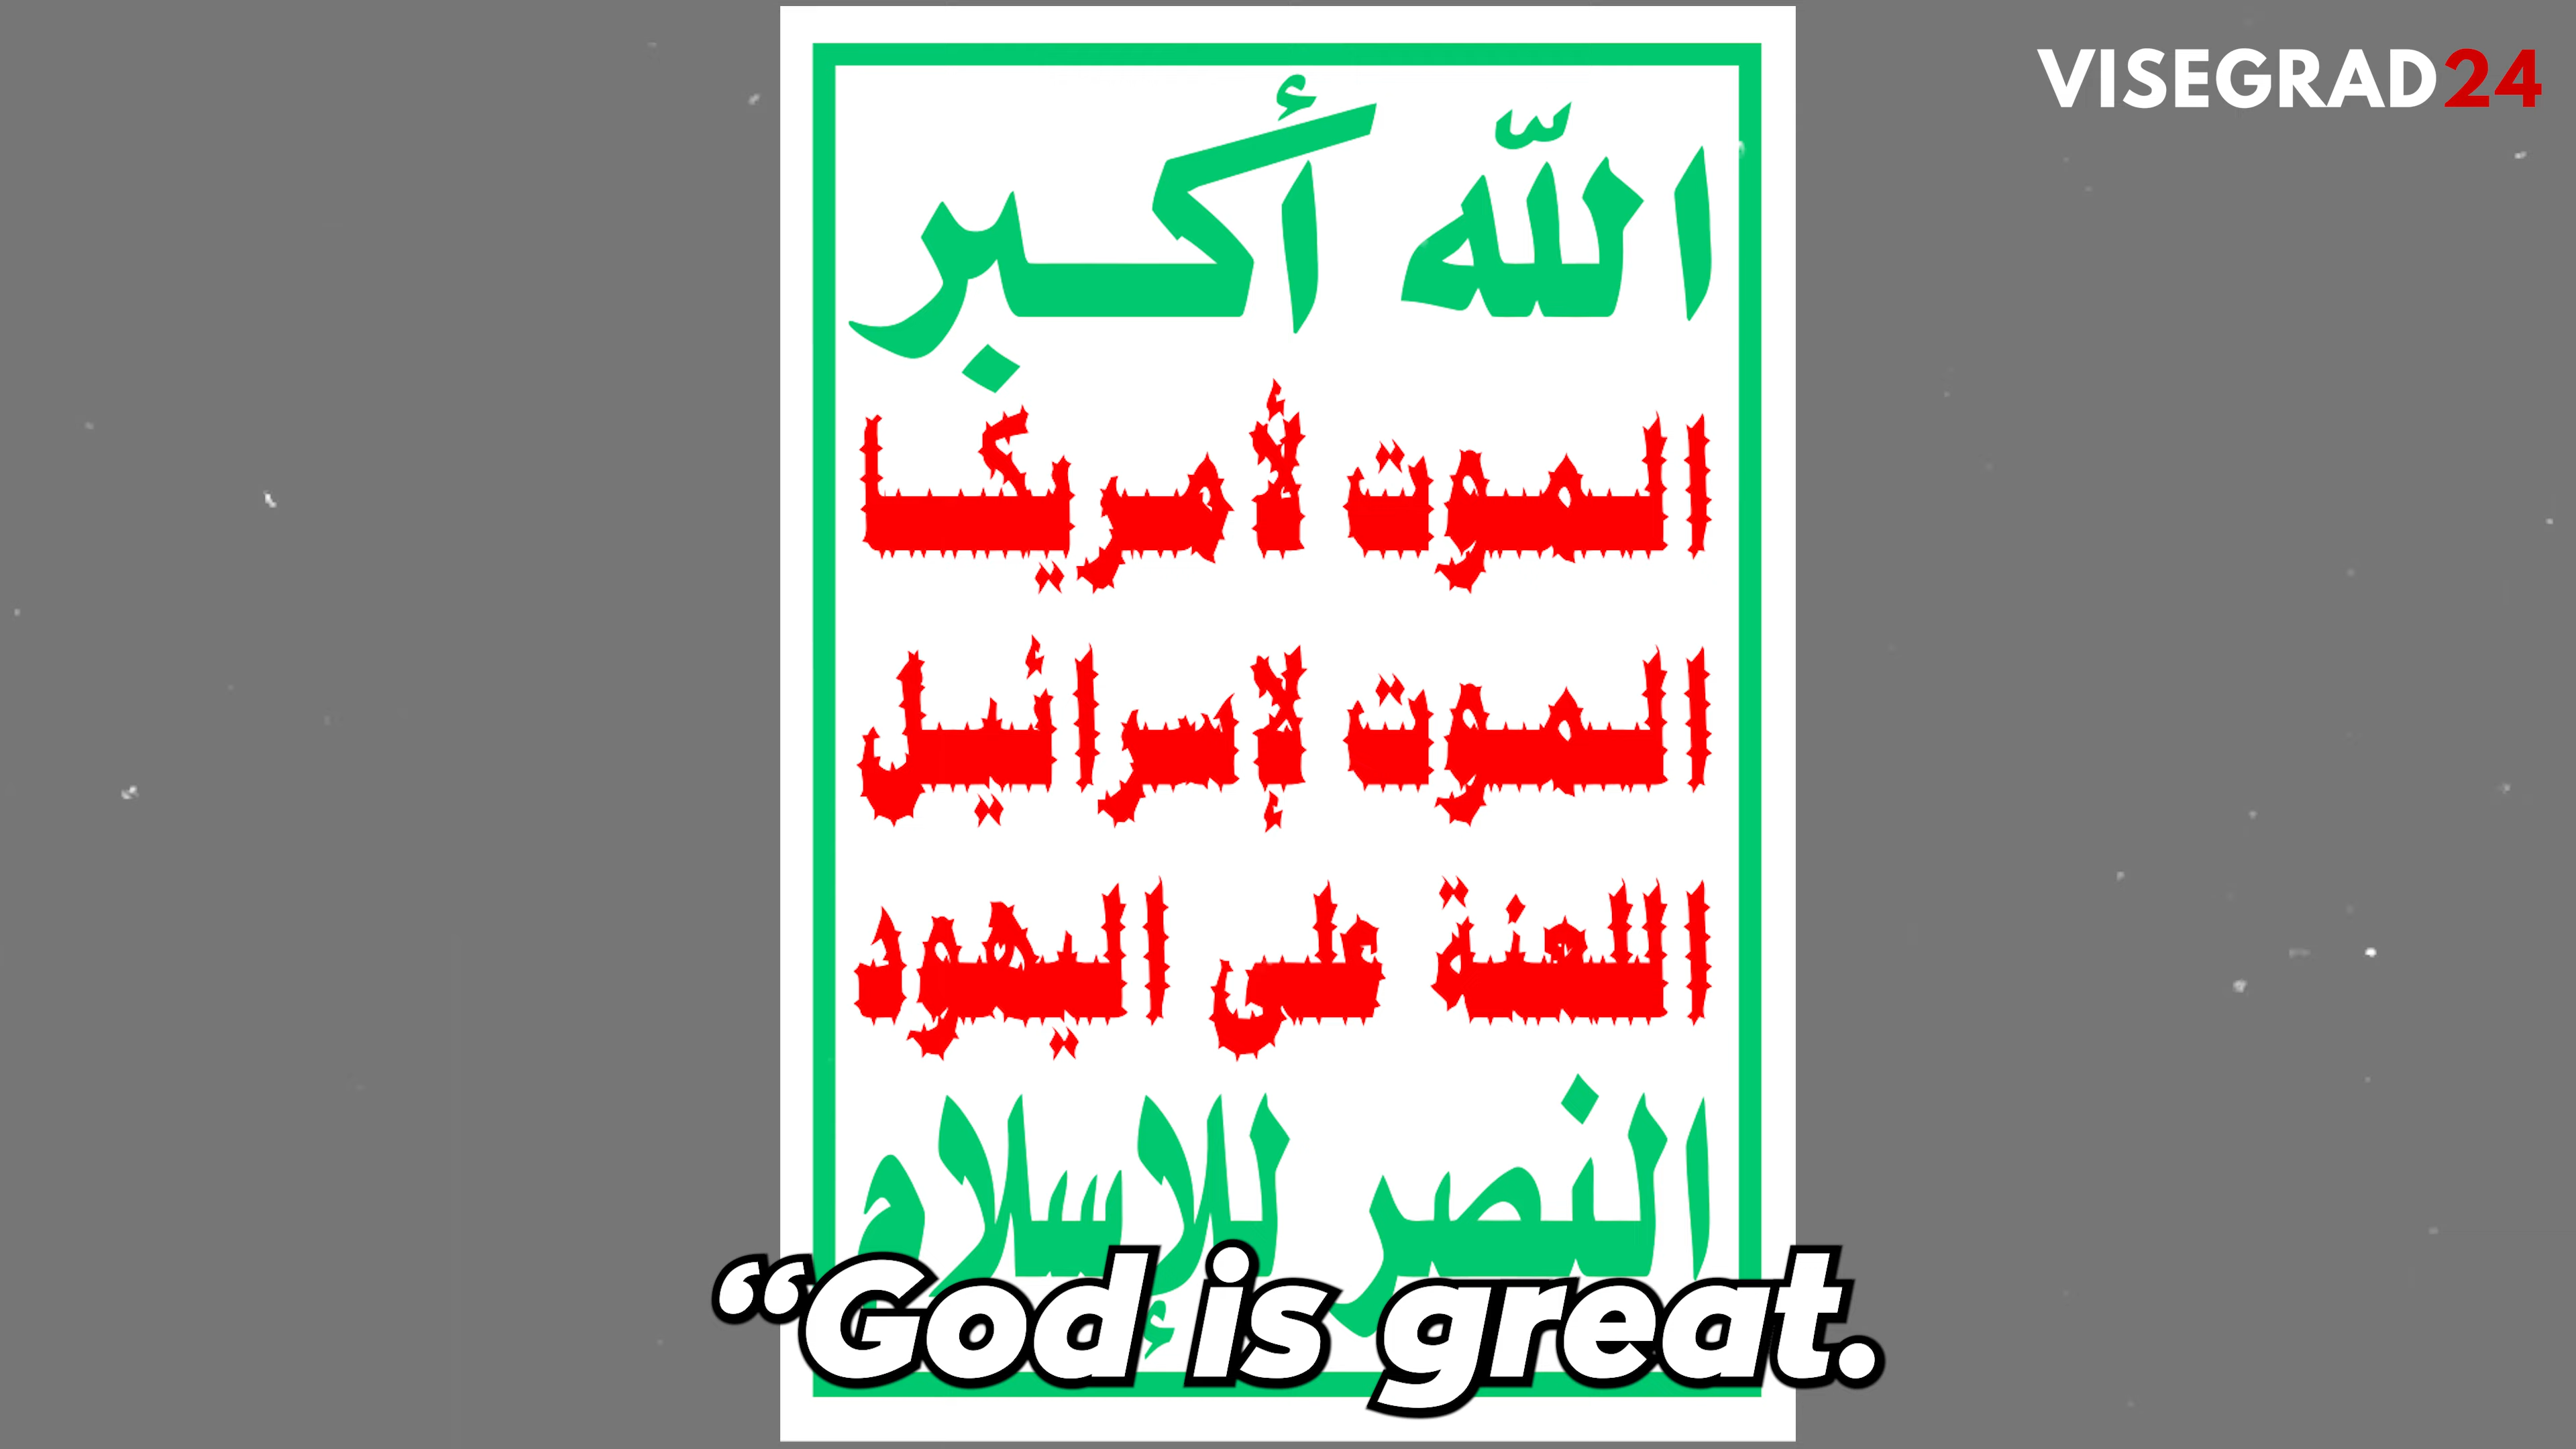 VISEGRAD24
الله أكبر
الموت لأمريكا
الموت لإسرائيل
اللعنة على اليهود
النصر للإسلام
“God is great.